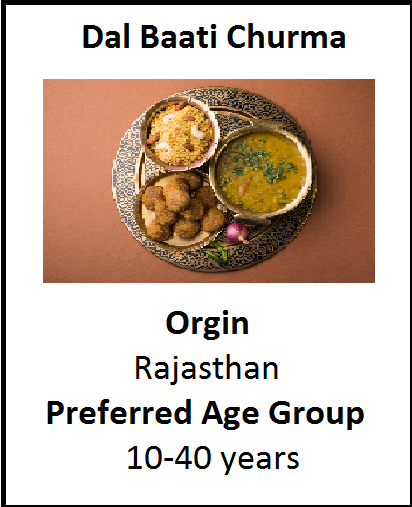 Dal Baati Churma
Orgin
Rajasthan
Preferred Age Group
10-40 years